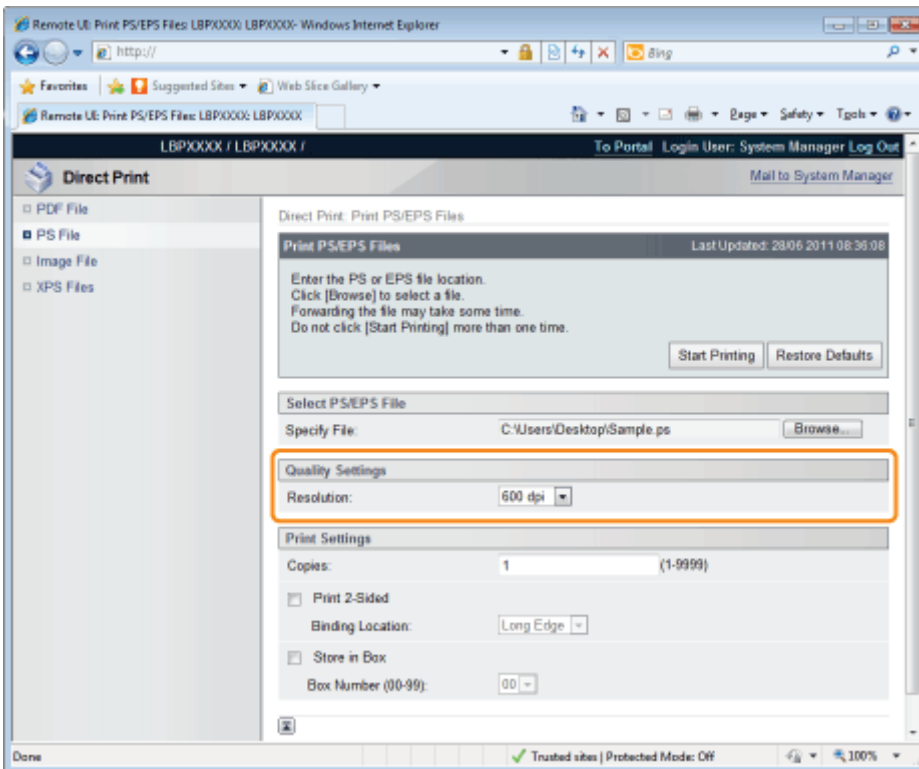 Remote UI: Print PS/EPS Files: LBPXXXX: LBPXXXX- Windows Internet Explorer
http://
Bing
Favorites Suggested Sites Web Slice Gallery
Remote UI: Print PS/EPS Files: LBPXXXX: LBPXXXX Page Safety Tools
LBPXXXX / LBPXXXX / To Portal Login User: System Manager Log Out
Direct Print Mail to System Manager
PDF File
PS File
Image File
XPS Files
Direct Print: Print PS/EPS Files
Print PS/EPS Files Last Updated: 28/06 2011 08:36:08
Enter the PS or EPS file location.
Click [Browse] to select a file.
Forwarding the file may take some time.
Do not click [Start Printing] more than one time.
Start Printing Restore Defaults
Select PS/EPS File
Specify File: C:\Users\Desktop\Sample.ps Browse...
Quality Settings
Resolution: 600 dpi
Print Settings
Copies: 1 (1-9999)
Print 2-Sided
Binding Location: Long Edge
Store in Box
Box Number (00-99): 00
Done Trusted sites | Protected Mode: Off 100%